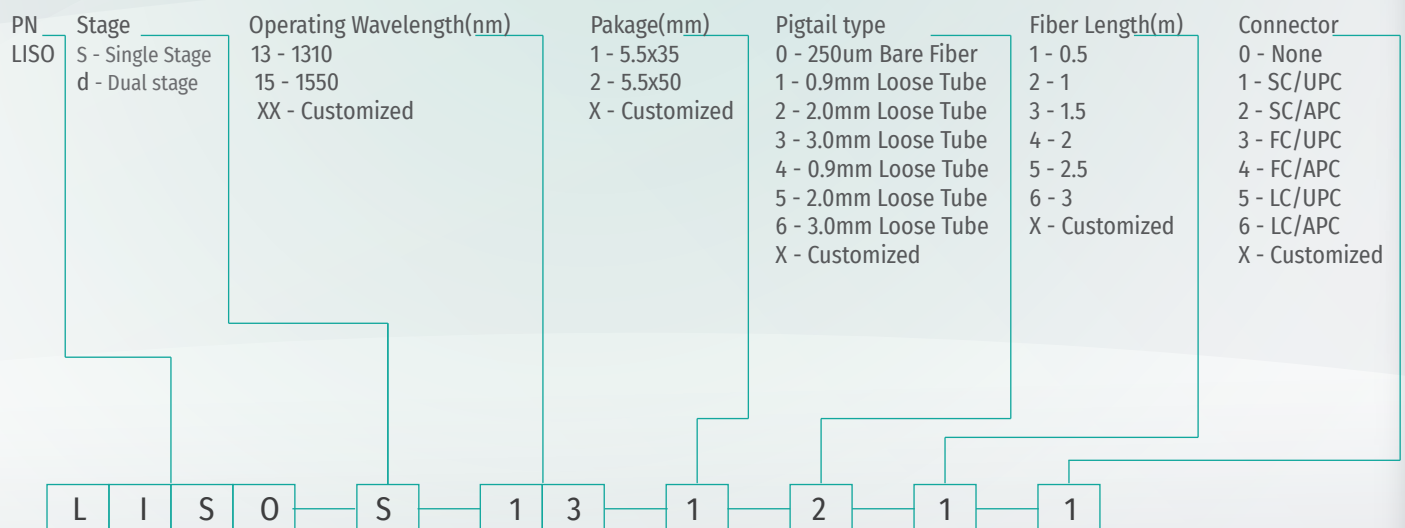 PN
LISO
Stage
S - Single Stage
d - Dual stage
Operating Wavelength(nm)
13 - 1310
15 - 1550
XX - Customized
Pakage(mm)
1 - 5.5x35
2 - 5.5x50
X - Customized
Pigtail type
0 - 250um Bare Fiber
1 - 0.9mm Loose Tube
2 - 2.0mm Loose Tube
3 - 3.0mm Loose Tube
4 - 0.9mm Loose Tube
5 - 2.0mm Loose Tube
6 - 3.0mm Loose Tube
X - Customized
Fiber Length(m)
1 - 0.5
2 - 1
3 - 1.5
4 - 2
5 - 2.5
6 - 3
X - Customized
Connector
0 - None
1 - SC/UPC
2 - SC/APC
3 - FC/UPC
4 - FC/APC
5 - LC/UPC
6 - LC/APC
X - Customized
L I S O S 1 3 1 2 1 1